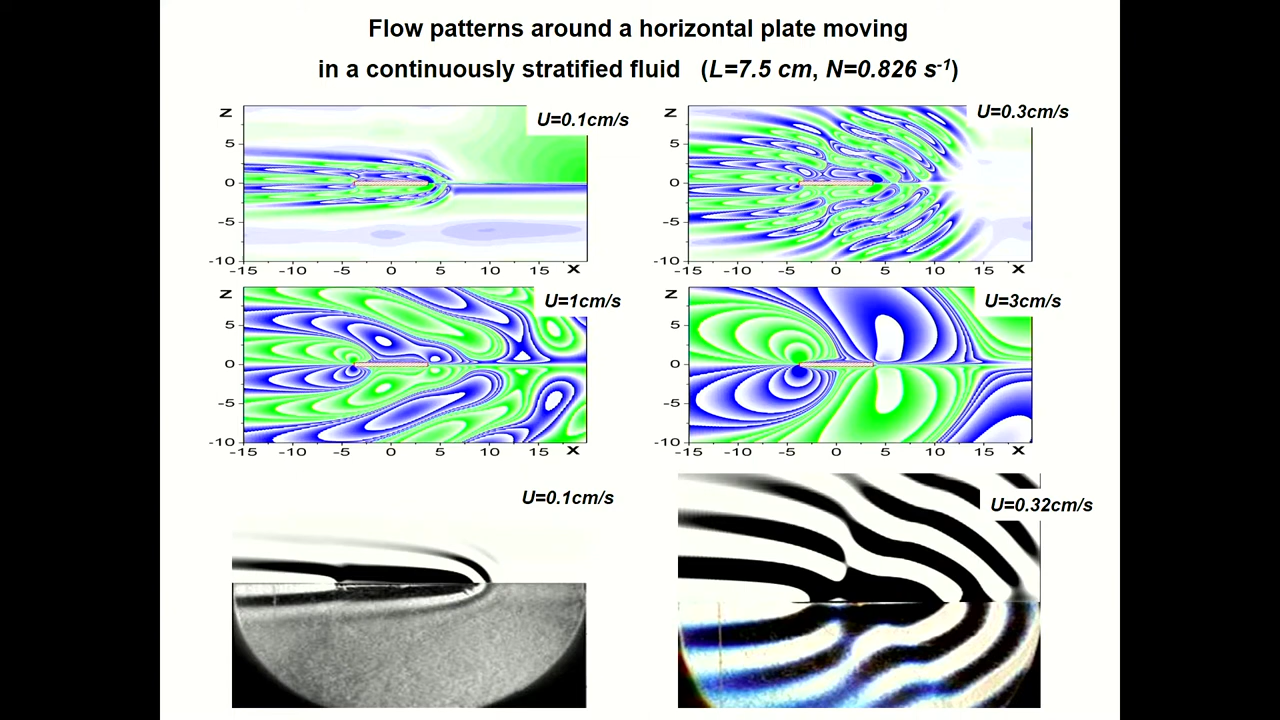 Flow patterns around a horizontal plate moving
in a continuously stratified fluid (L=7.5 cm, N=0.826 s⁻¹)
U=0.1cm/s
Z
5
0
-5
-10
-15 -10 -5 0 5 10 15 X
U=0.3cm/s
Z
5
0
-5
-10
-15 -10 -5 0 5 10 15 X
U=1cm/s
Z
5
0
-5
-10
-15 -10 -5 0 5 10 15 X
U=3cm/s
Z
5
0
-5
-10
-15 -10 -5 0 5 10 15 X
U=0.1cm/s
U=0.32cm/s